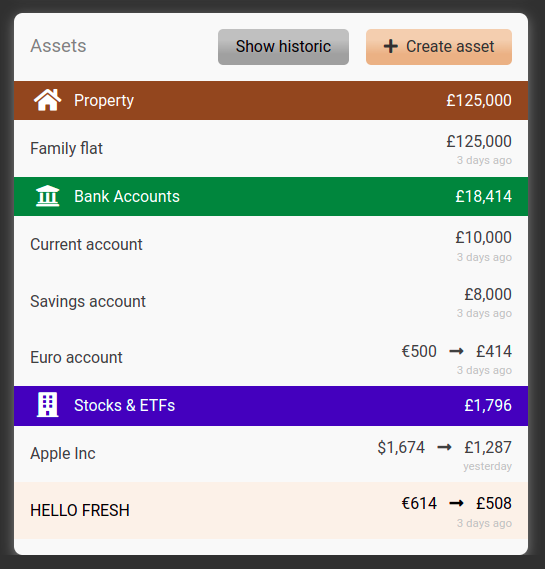 Assets Show historic Create asset
Property £125,000
Family flat £125,000
3 days ago
Bank Accounts £18,414
Current account £10,000
3 days ago
Savings account £8,000
3 days ago
Euro account €500 → £414
3 days ago
Stocks & ETFs £1,796
Apple Inc $1,674 → £1,287
yesterday
HELLO FRESH €614 → £508
3 days ago